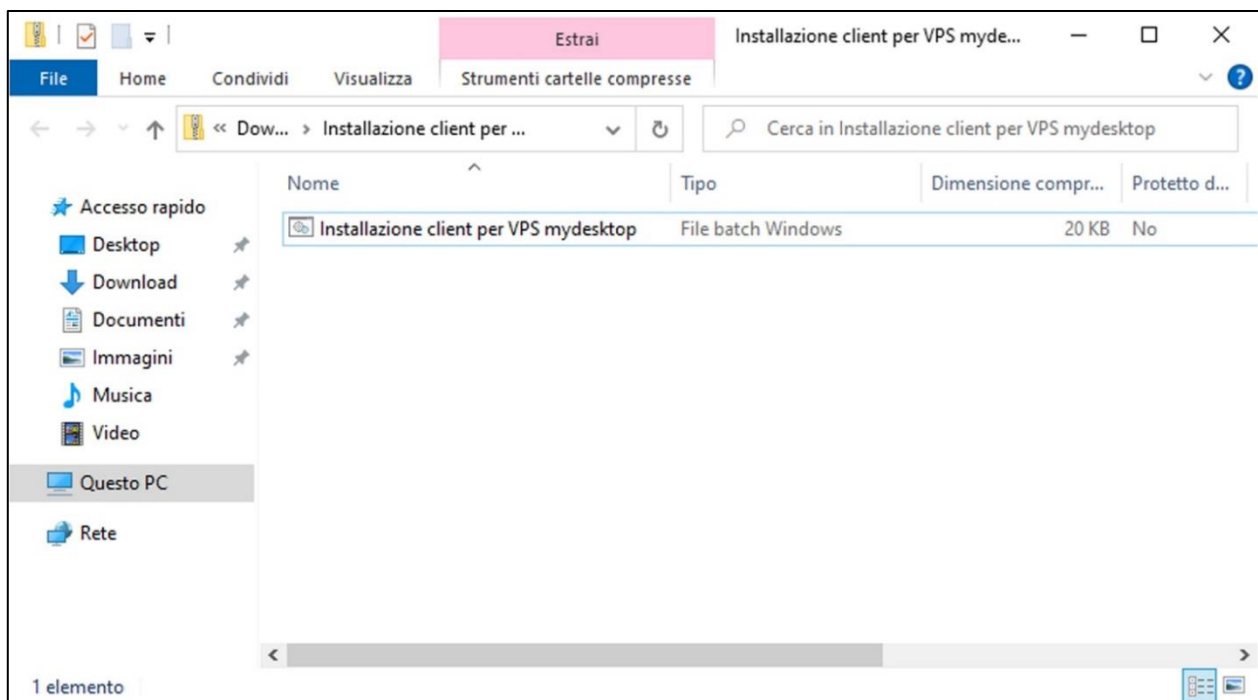 Estrai
Installazione client per VPS myde...
File
Home
Condividi
Visualizza
Strumenti cartelle compresse
?
« Dow... > Installazione client per ...
Cerca in Installazione client per VPS mydesktop
Nome
Tipo
Dimensione compr...
Protetto d...
Accesso rapido
Installazione client per VPS mydesktop
File batch Windows
20 KB
No
Desktop
Download
Documenti
Immagini
Musica
Video
Questo PC
Rete
1 elemento